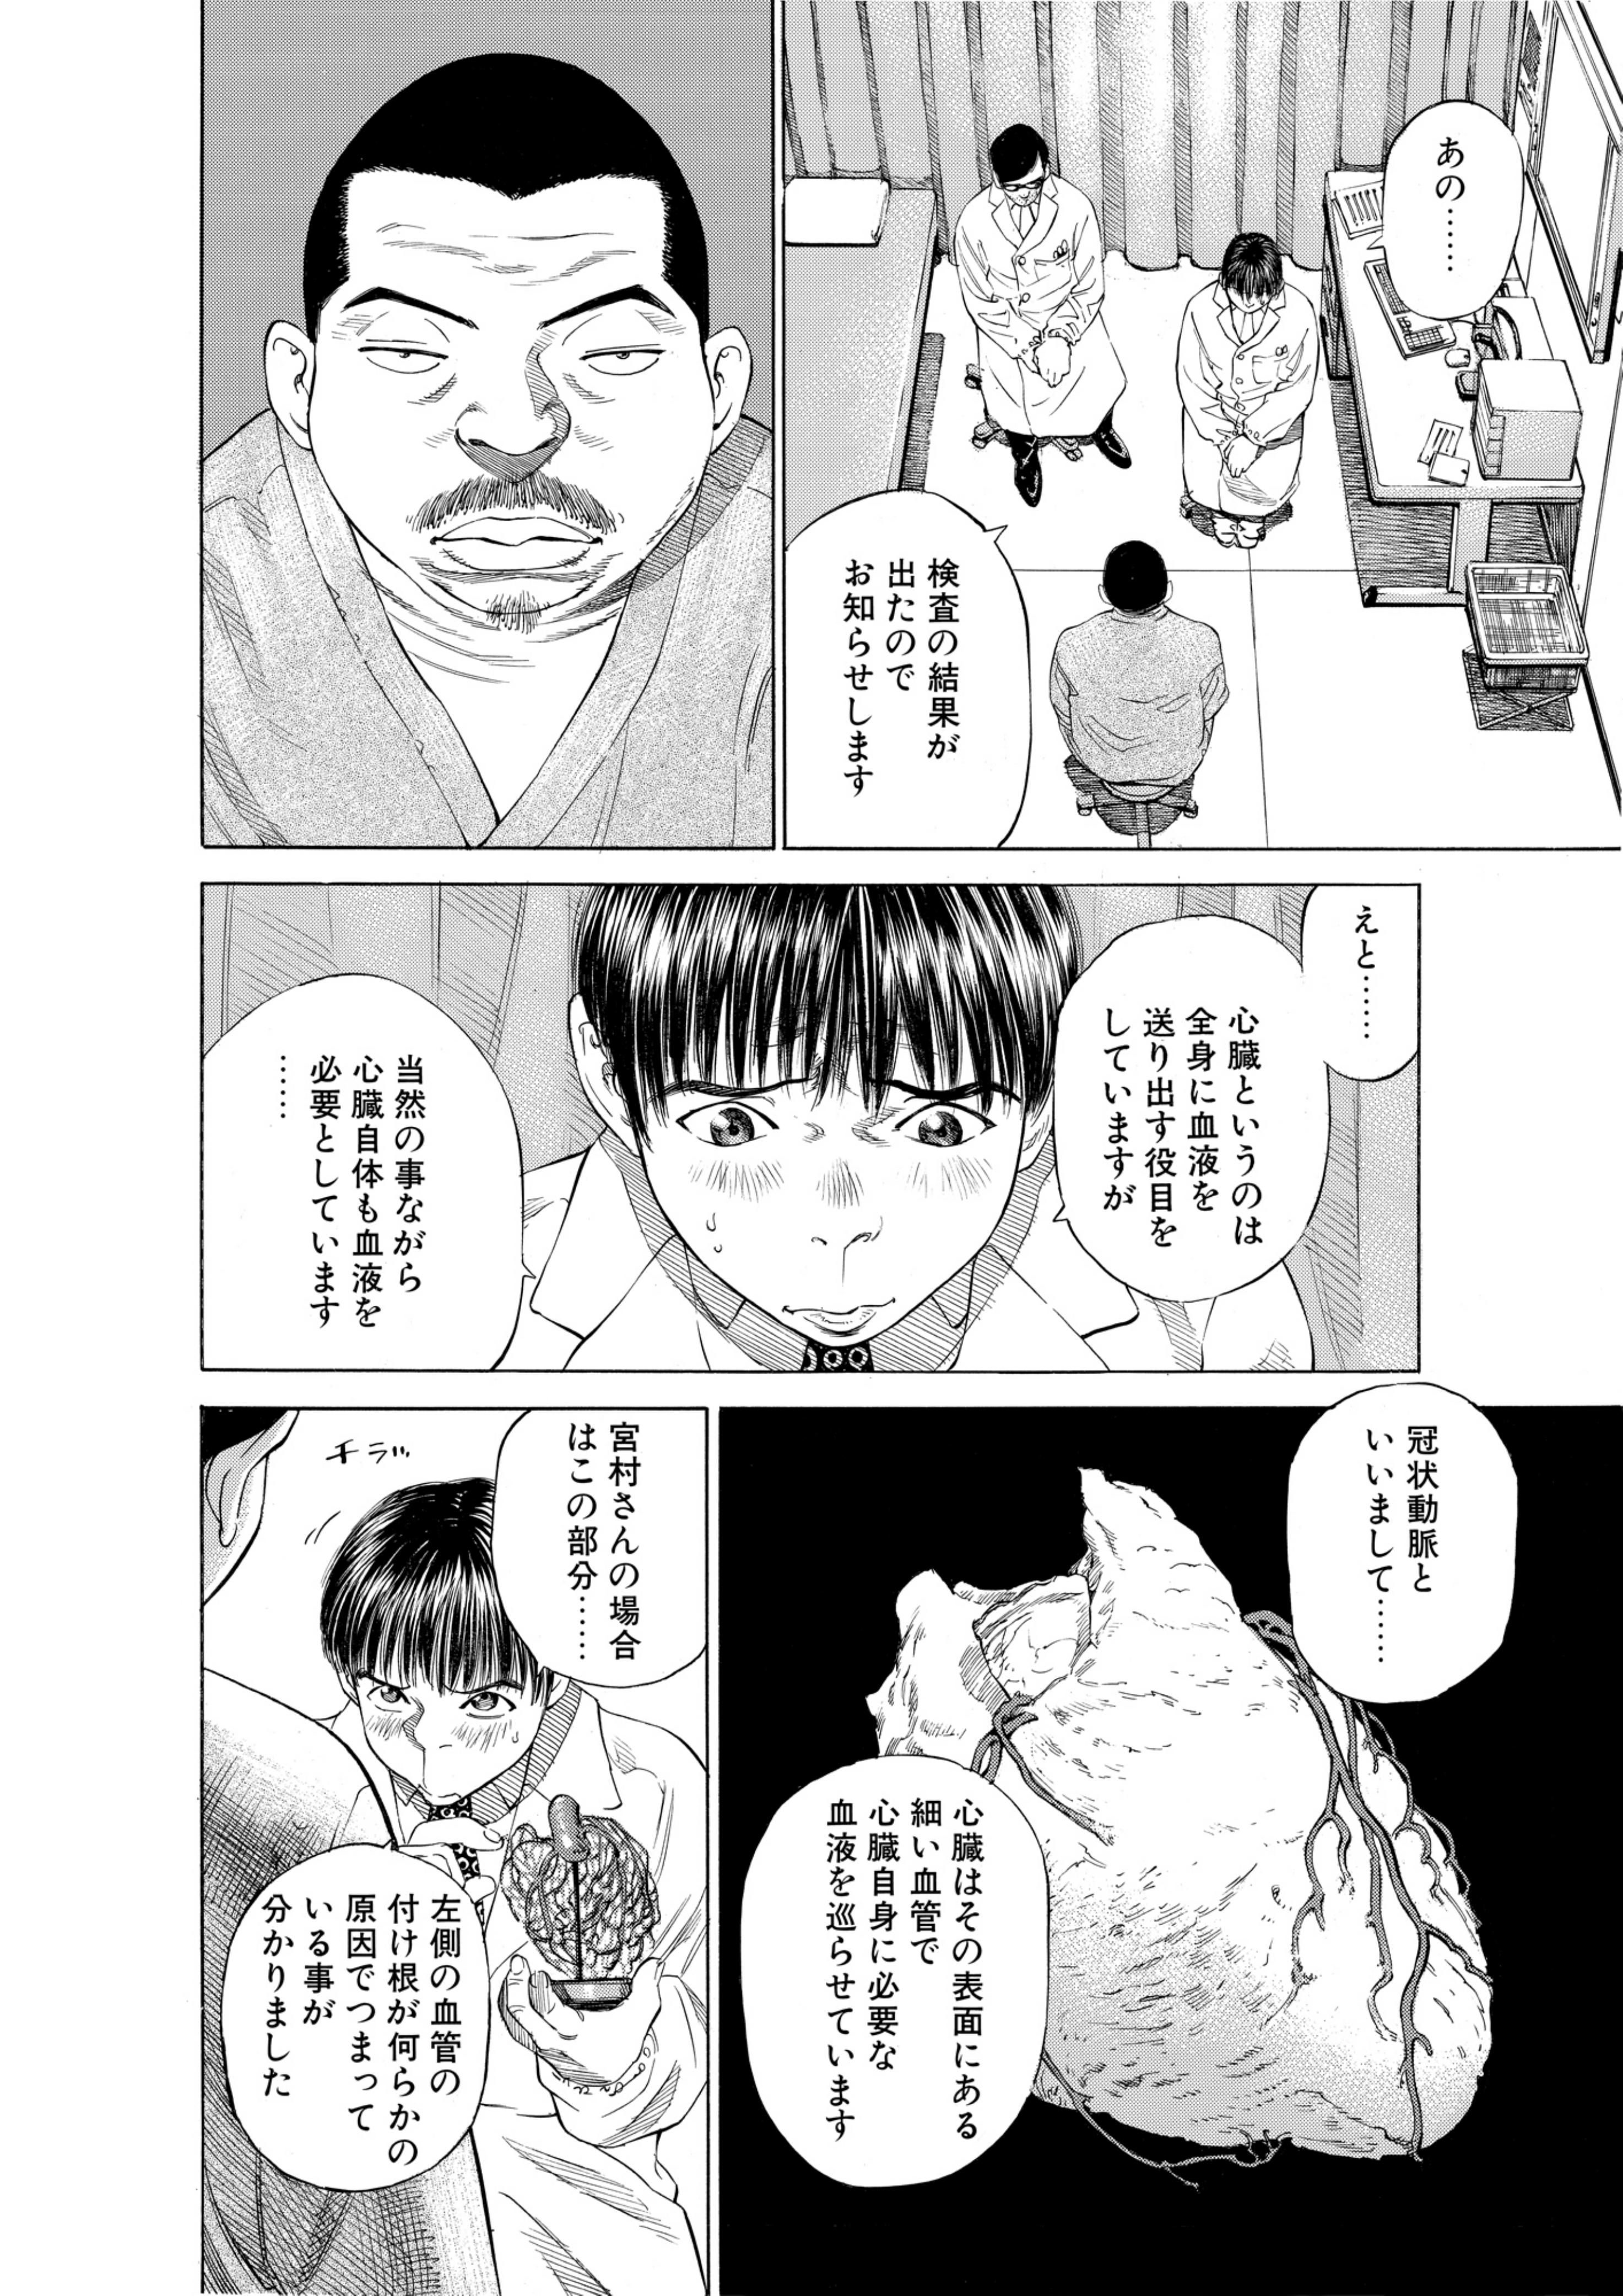 あの……
検査の結果が
出たので
お知らせします
えと……
心臓というのは
全身に血液を
送り出す役目を
していますが
当然の事ながら
心臓自体も血液を
必要としています
……
冠状動脈と
いいまして……
心臓はその表面にある
細い血管で
心臓自身に必要な
血液を巡らせています
宮村さんの場合
はこの部分……
チラッ
左側の血管の
付け根が何らかの
原因でつまって
いる事が
分かりました